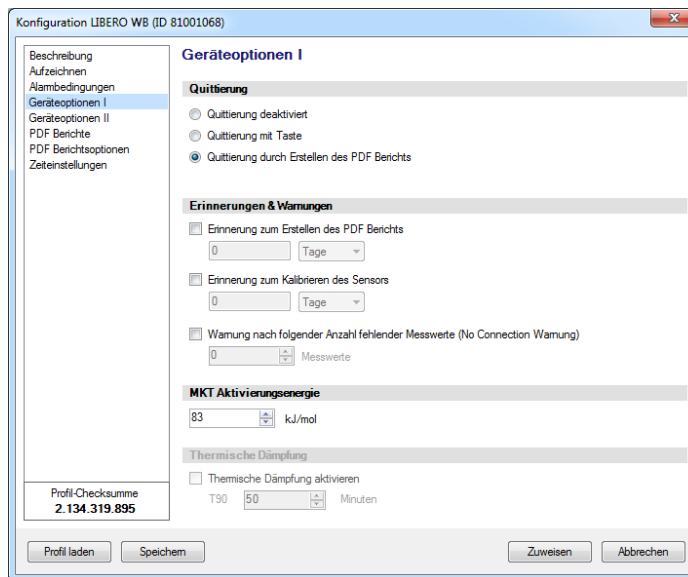 Konfiguration LIBERO WB (ID 81001068)
Beschreibung
Aufzeichnen
Alarmbedingungen
Geräteoptionen I
Geräteoptionen II
PDF Berichte
PDF Berichtsoptionen
Zeiteinstellungen
Profil-Checksumme
2.134.319.895
Geräteoptionen I
Quittierung
Quittierung deaktiviert
Quittierung mit Taste
Quittierung durch Erstellen des PDF Berichts
Erinnerungen & Warnungen
Erinnerung zum Erstellen des PDF Berichts
0 Tage
Erinnerung zum Kalibrieren des Sensors
0 Tage
Warnung nach folgender Anzahl fehlender Messwerte (No Connection Warnung)
0 Messwerte
MKT Aktivierungsenergie
83 kJ/mol
Thermische Dämpfung
Thermische Dämpfung aktivieren
T90 50 Minuten
Profil laden Speichern Zuweisen Abbrechen